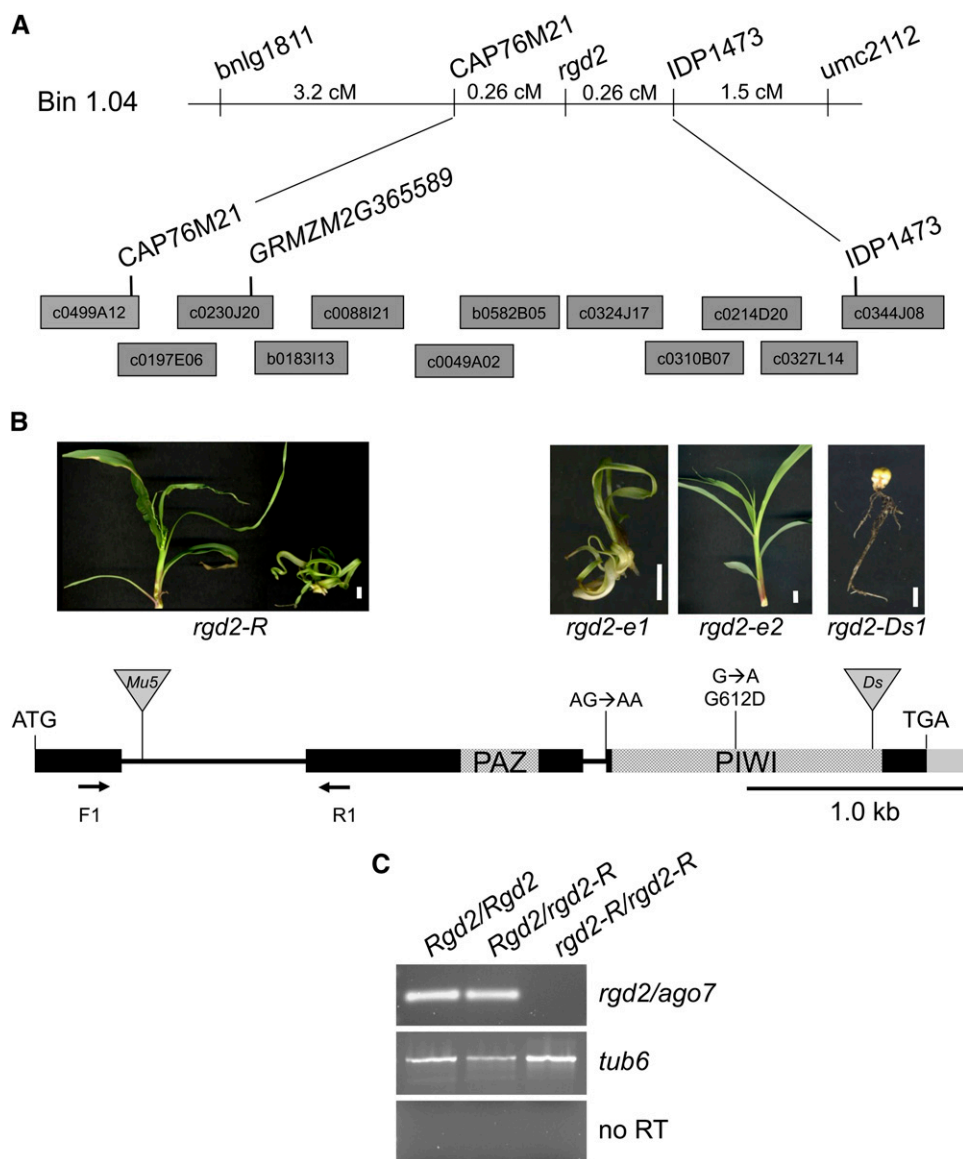 A
bnlg1811
CAP76M21
rgd2
IDP1473
umc2112
Bin 1.04
3.2 cM
0.26 cM
0.26 cM
1.5 cM
CAP76M21
GRMZM2G365589
IDP1473
c0499A12
c0230J20
c0088I21
b0582B05
c0324J17
c0214D20
c0344J08
c0197E06
b0183I13
c0049A02
c0310B07
c0327L14
B
rgd2-R
rgd2-e1
rgd2-e2
rgd2-Ds1
Mu5
G→A
Ds
ATG
AG→AA
G612D
TGA
PAZ
PIWI
F1
R1
1.0 kb
C
Rgd2/Rgd2
Rgd2/rgd2-R
rgd2-R/rgd2-R
rgd2/ago7
tub6
no RT